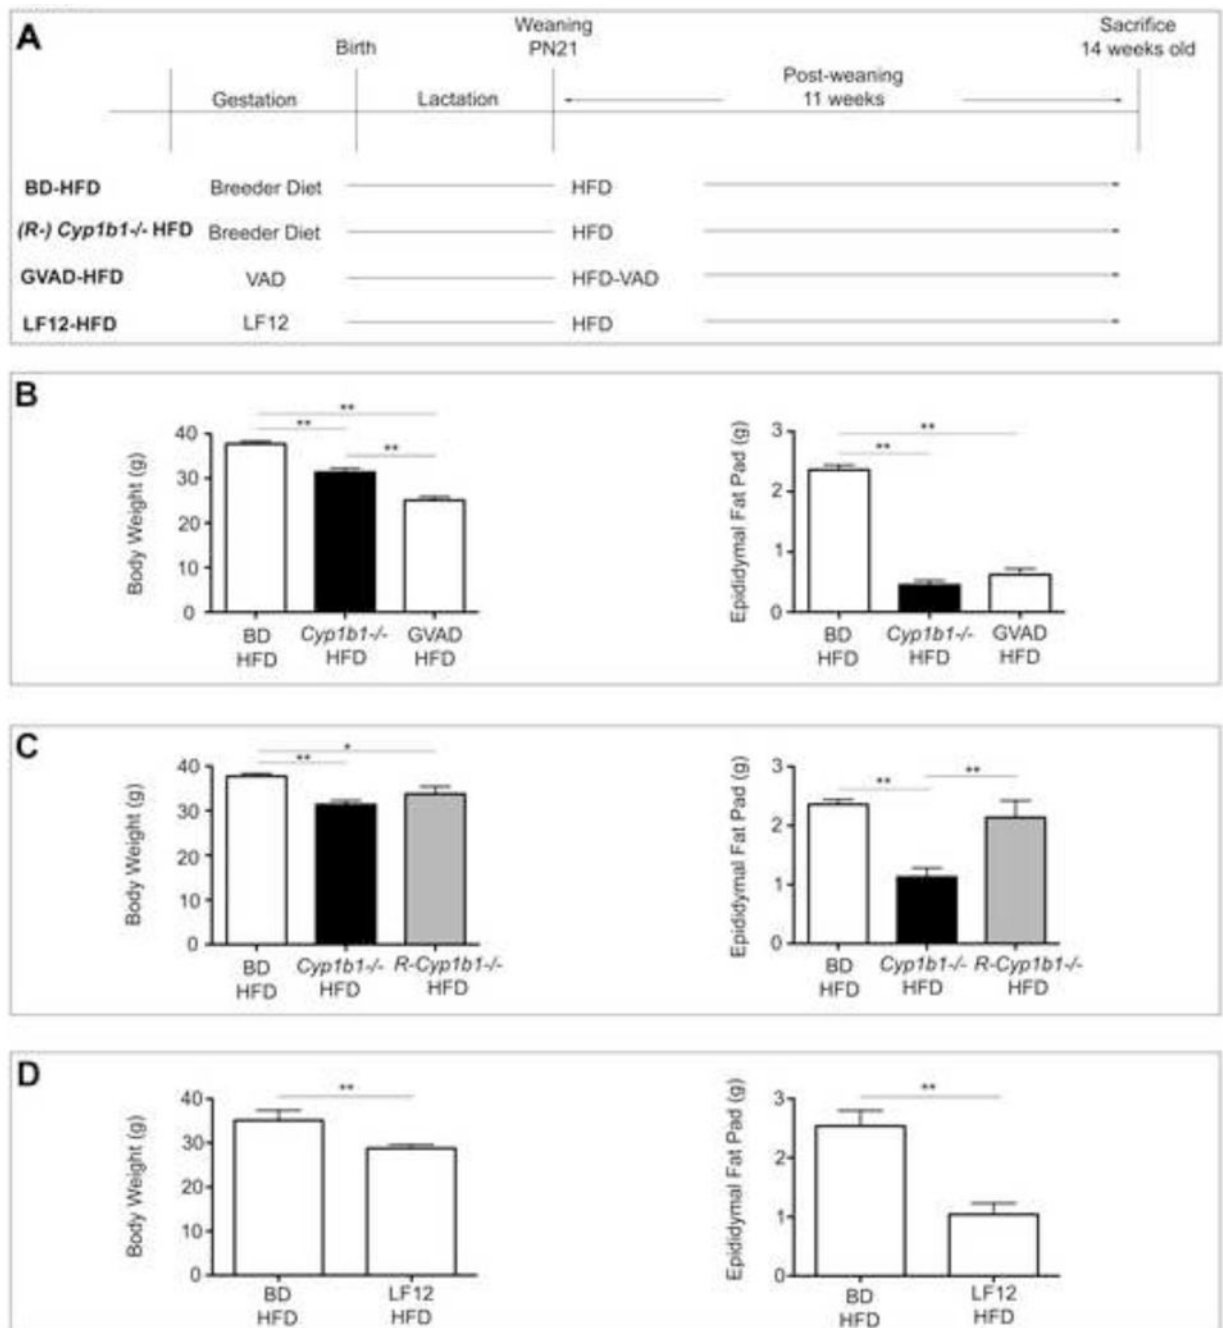 A
Birth
Weaning
PN21
Sacrifice
14 weeks old
Gestation
Lactation
Post-weaning
11 weeks
BD-HFD Breeder Diet HFD
(R-) Cyp1b1-/- HFD Breeder Diet HFD
GVAD-HFD VAD HFD-VAD
LF12-HFD LF12 HFD
B
Body Weight (g)
40
30
20
10
0
** ** **
BD Cyp1b1-/- GVAD
HFD HFD HFD
Epididymal Fat Pad (g)
3
2
1
0
** **
BD Cyp1b1-/- GVAD
HFD HFD HFD
C
Body Weight (g)
40
30
20
10
0
* **
BD Cyp1b1-/- R-Cyp1b1-/-
HFD HFD HFD
Epididymal Fat Pad (g)
3
2
1
0
** **
BD Cyp1b1-/- R-Cyp1b1-/-
HFD HFD HFD
D
Body Weight (g)
40
30
20
10
0
**
BD LF12
HFD HFD
Epididymal Fat Pad (g)
3
2
1
0
**
BD LF12
HFD HFD